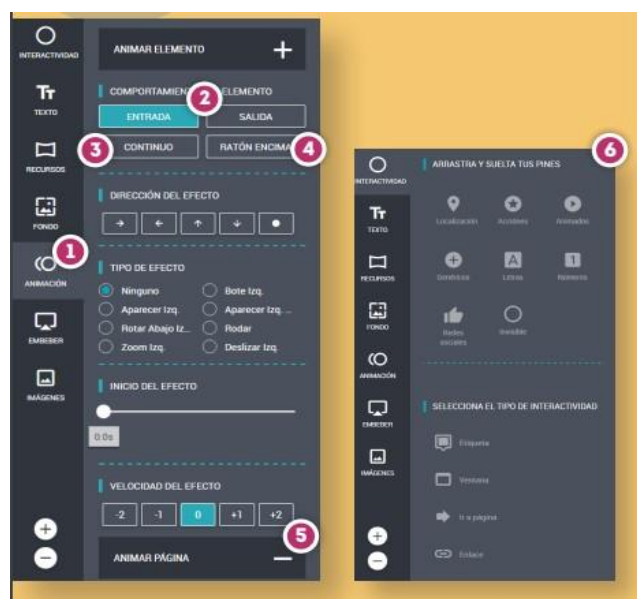 INTERACTIVIDAD
TEXTO
RECURSOS
FONDO
1
ANIMACIÓN
EMBEBER
IMÁGENES
ANIMAR ELEMENTO
COMPORTAMIEN 2 ELEMENTO
ENTRADA
SALIDA
3 CONTINUO
RATÓN ENCIMA 4
DIRECCIÓN DEL EFECTO
TIPO DE EFECTO
Ninguno
Bote Izq.
Aparecer Izq.
Aparecer Izq. ...
Rotar Abajo Iz...
Rodar
Zoom Izq.
Deslizar Izq.
INICIO DEL EFECTO
0.0s
VELOCIDAD DEL EFECTO
-2 -1 0 +1 +2
5
ANIMAR PÁGINA
INTERACTIVIDAD
TEXTO
RECURSOS
FONDO
ANIMACIÓN
EMBEBER
IMÁGENES
ARRASTRA Y SUELTA TUS PINES
6
Localización
Acciones
Animados
Genéricos
A
Letras
1
Números
Redes
sociales
Invisible
SELECCIONA EL TIPO DE INTERACTIVIDAD
Etiqueta
Ventana
Ir a página
Enlace